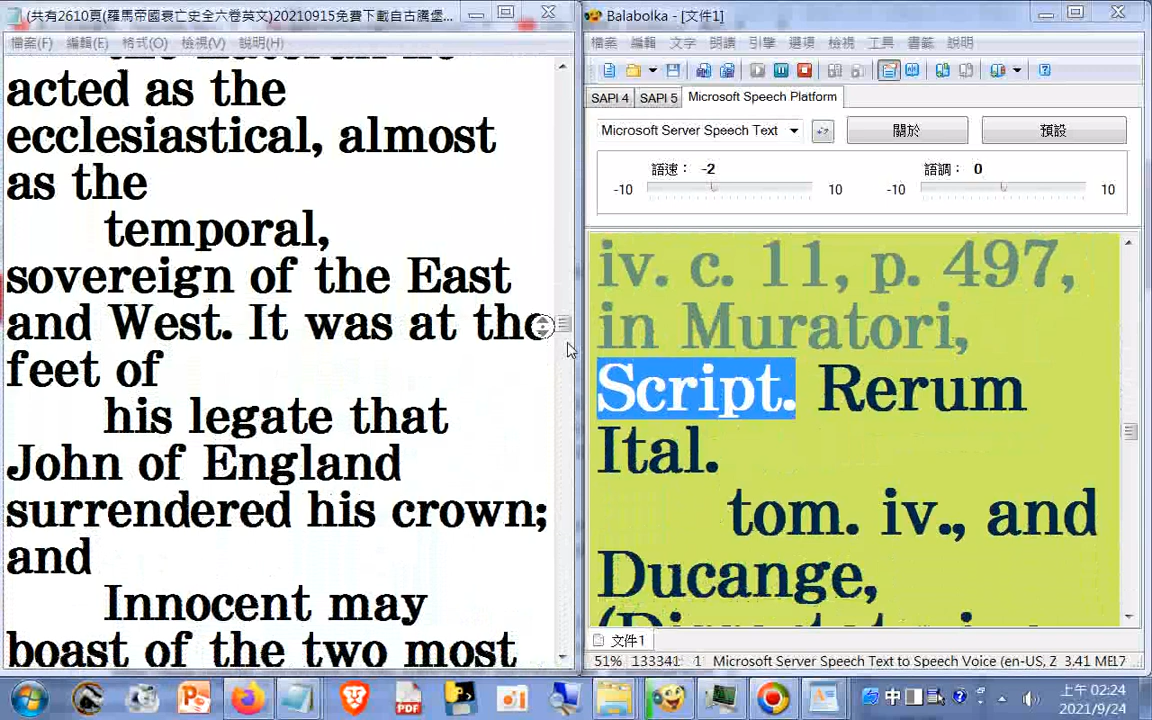 (共有2610頁(羅馬帝國衰亡史全六卷英文)20210915免費下載自古騰堡...
檔案(F) 編輯(E) 格式(O) 檢視(V) 說明(H)
acted as the
ecclesiastical, almost
as the
temporal,
sovereign of the East
and West. It was at the
feet of
his legate that
John of England
surrendered his crown;
and
Innocent may
boast of the two most
Balabolka - [文件1]
檔案 編輯 文字 朗讀 引擎 選項 檢視 工具 書籤 說明
SAPI 4 SAPI 5 Microsoft Speech Platform
Microsoft Server Speech Text 關於 預設
語速： -2 語調： 0
-10 10 -10 10
iv. c. 11, p. 497,
in Muratori,
Script. Rerum
Ital.
tom. iv., and
Ducange,
文件1
51% 133341: 1 Microsoft Server Speech Text to Speech Voice (en-US, Z 3.41 ME17
中 上午 02:24
2021/9/24